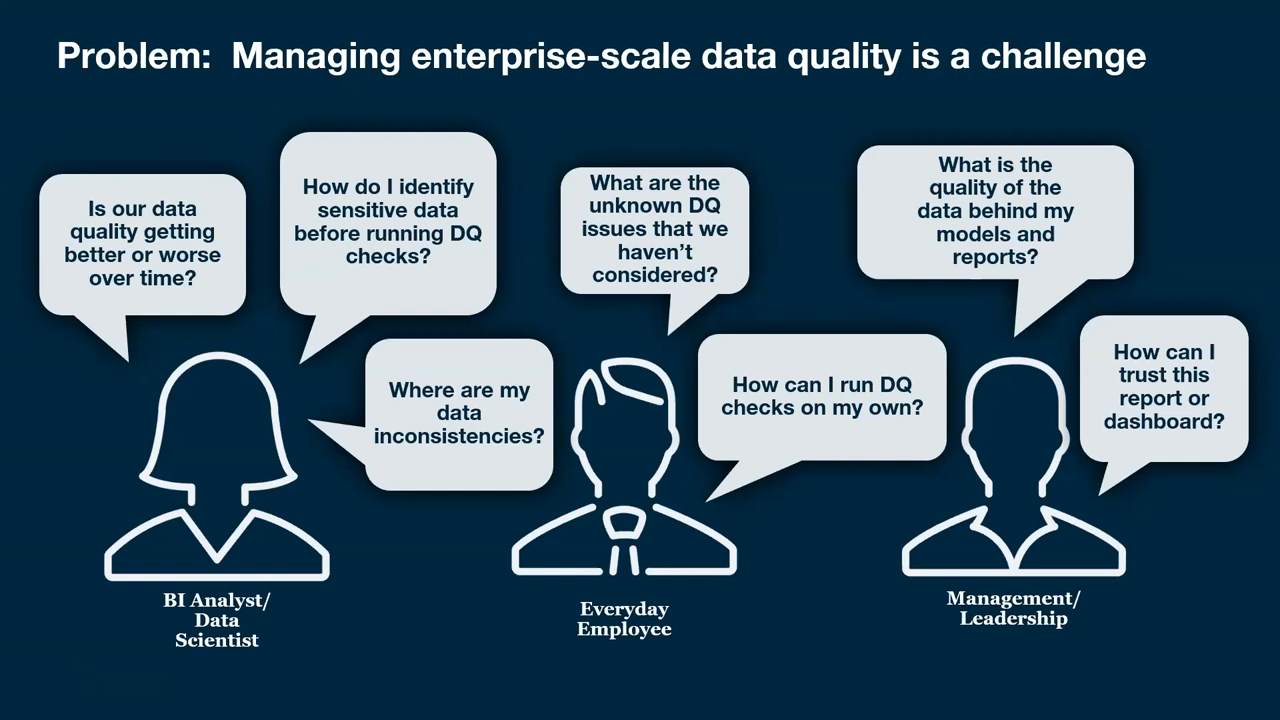 Problem:  Managing enterprise-scale data quality is a challenge
Is our data
quality getting
better or worse
over time?
How do I identify
sensitive data
before running DQ
checks?
Where are my
data
inconsistencies?
What are the
unknown DQ
issues that we
haven’t
considered?
How can I run DQ
checks on my own?
What is the
quality of the
data behind my
models and
reports?
How can I
trust this
report or
dashboard?
BI Analyst/
Data
Scientist
Everyday
Employee
Management/
Leadership